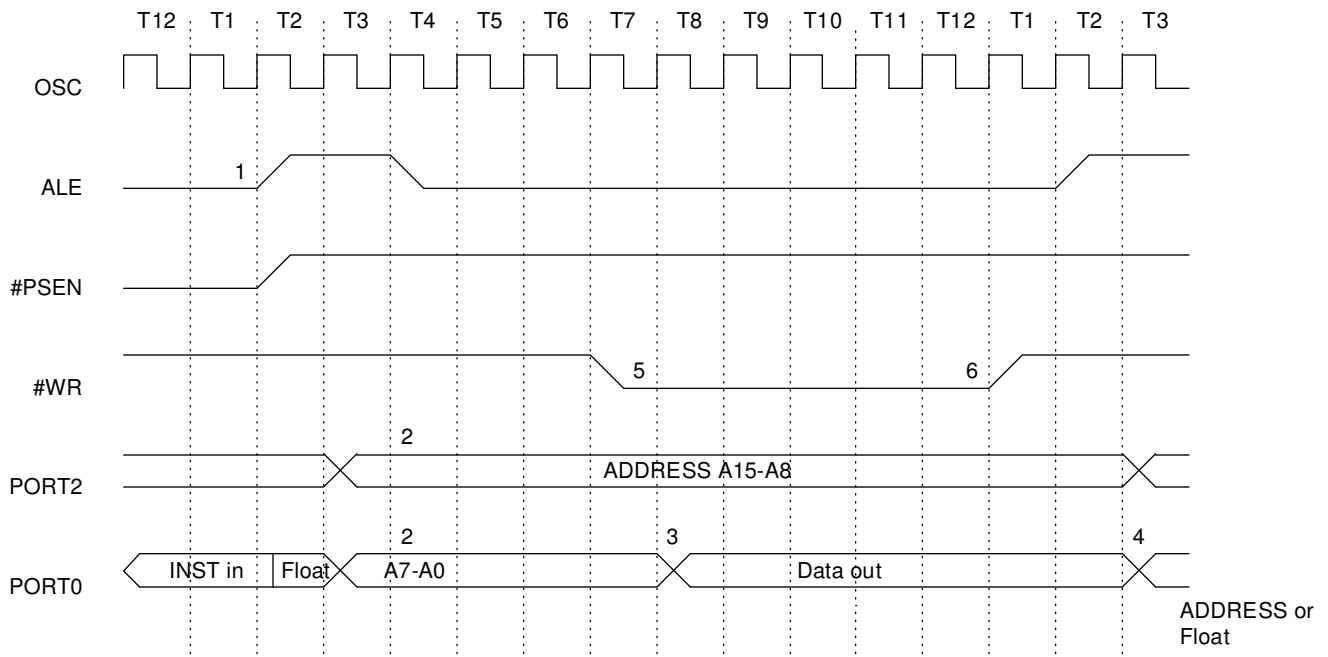 T12 T1 T2 T3 T4 T5 T6 T7 T8 T9 T10 T11 T12 T1 T2 T3
OSC
1
ALE
#PSEN
5 6
#WR
2
ADDRESS A15-A8
PORT2
2 3 4
INST in Float A7-A0 Data out
PORT0
ADDRESS or
Float